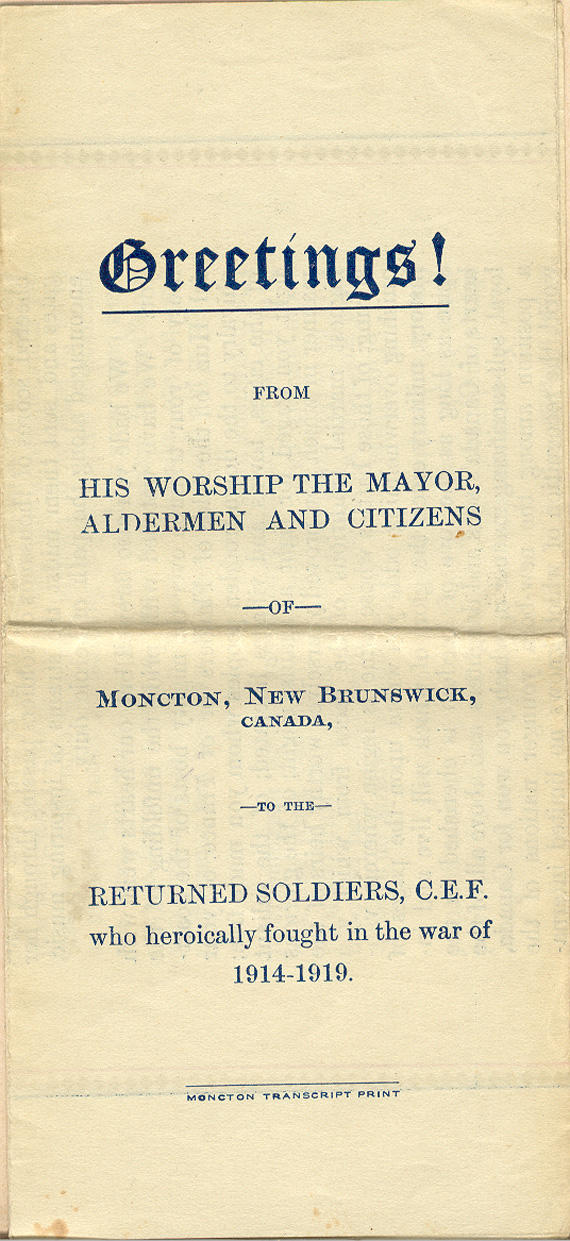 Greetings!
FROM
HIS WORSHIP THE MAYOR,
ALDERMEN AND CITIZENS
—OF—
MONCTON, NEW BRUNSWICK,
CANADA,
—TO THE—
RETURNED SOLDIERS, C.E.F.
who heroically fought in the war of
1914-1919.
MONCTON TRANSCRIPT PRINT